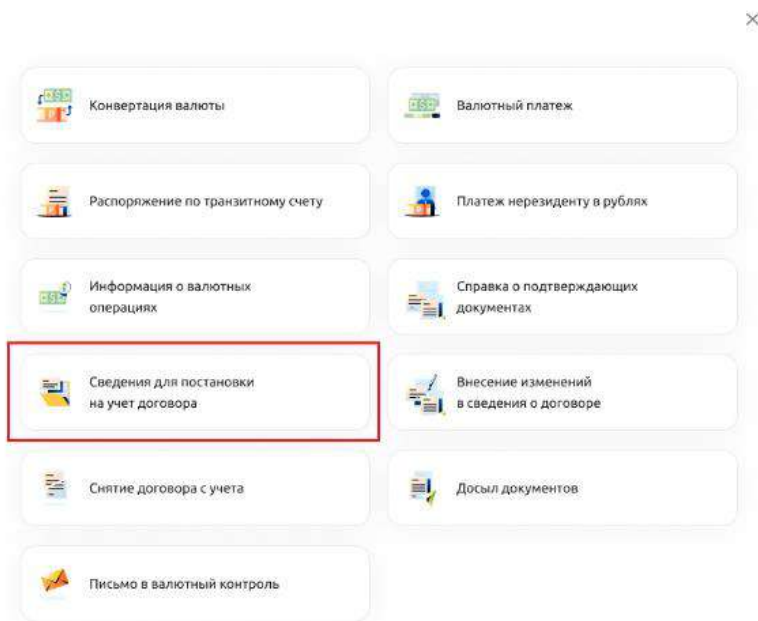 Конвертация валюты
Валютный платеж
Распоряжение по транзитному счету
Платеж нерезиденту в рублях
Информация о валютных
операциях
Справка о подтверждающих
документах
Сведения для постановки
на учет договора
Внесение изменений
в сведения о договоре
Снятие договора с учета
Досыл документов
Письмо в валютный контроль